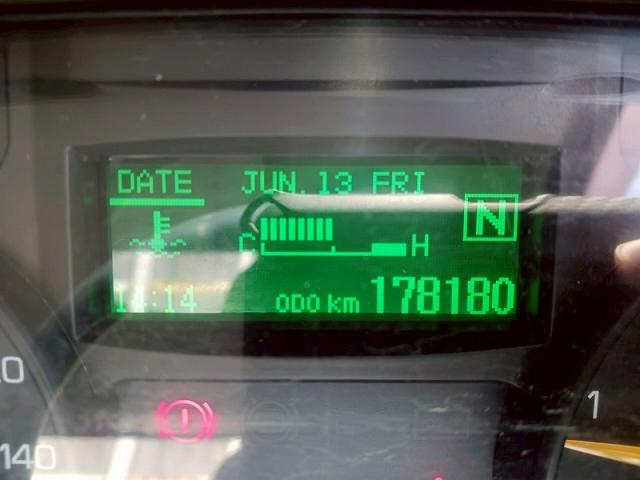 DATE JUN. 13 FRI
N
C H
14:14 ODO km 178180
1
140